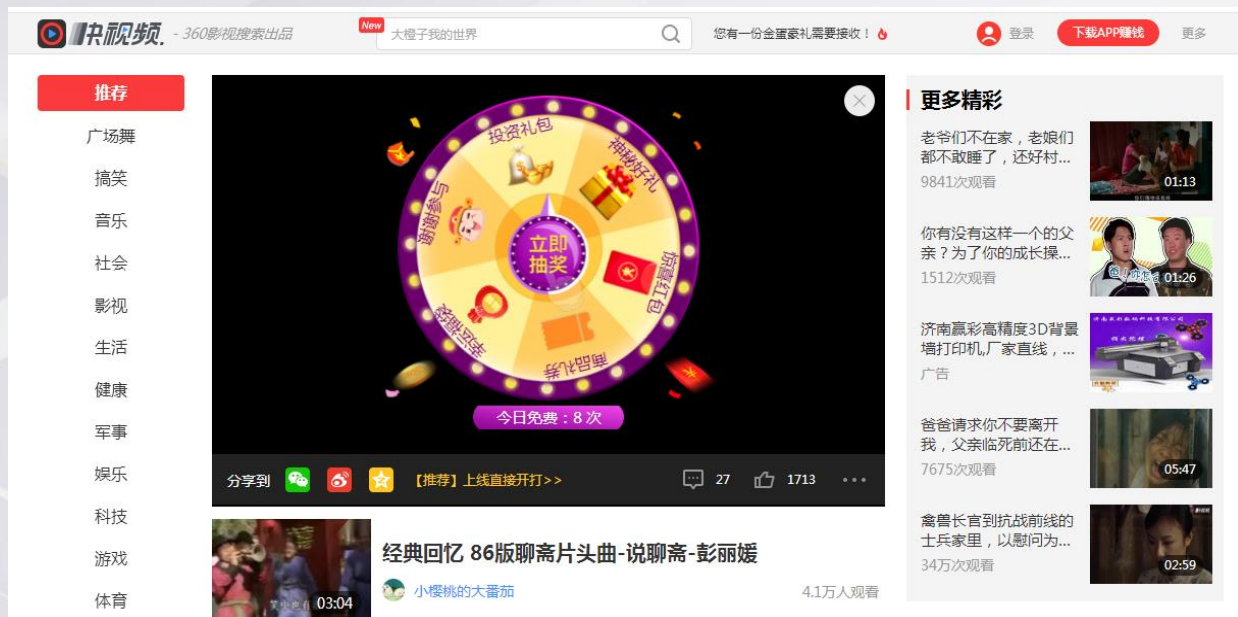 快视频.
- 360影视搜索出品
New
大橙子我的世界
您有一份金蛋豪礼需要接收！
登录
下载APP赚钱
更多
推荐
广场舞
搞笑
音乐
社会
影视
生活
健康
军事
娱乐
科技
游戏
体育
投资礼包
神秘好礼
惊喜红包
商品礼券
幸运福袋
谢谢参与
立即
抽奖
今日免费：8 次
分享到
【推荐】上线直接开打>>
27
1713
03:04
经典回忆 86版聊斋片头曲-说聊斋-彭丽媛
小樱桃的大番茄
4.1万人观看
更多精彩
老爷们不在家，老娘们
都不敢睡了，还好村...
9841次观看
01:13
你有没有这样一个的父
亲？为了你的成长操...
1512次观看
01:26
济南赢彩高精度3D背景
墙打印机,厂家直线，...
广告
爸爸请求你不要离开
我，父亲临死前还在...
7675次观看
05:47
禽兽长官到抗战前线的
士兵家里，以慰问为...
34万次观看
02:59